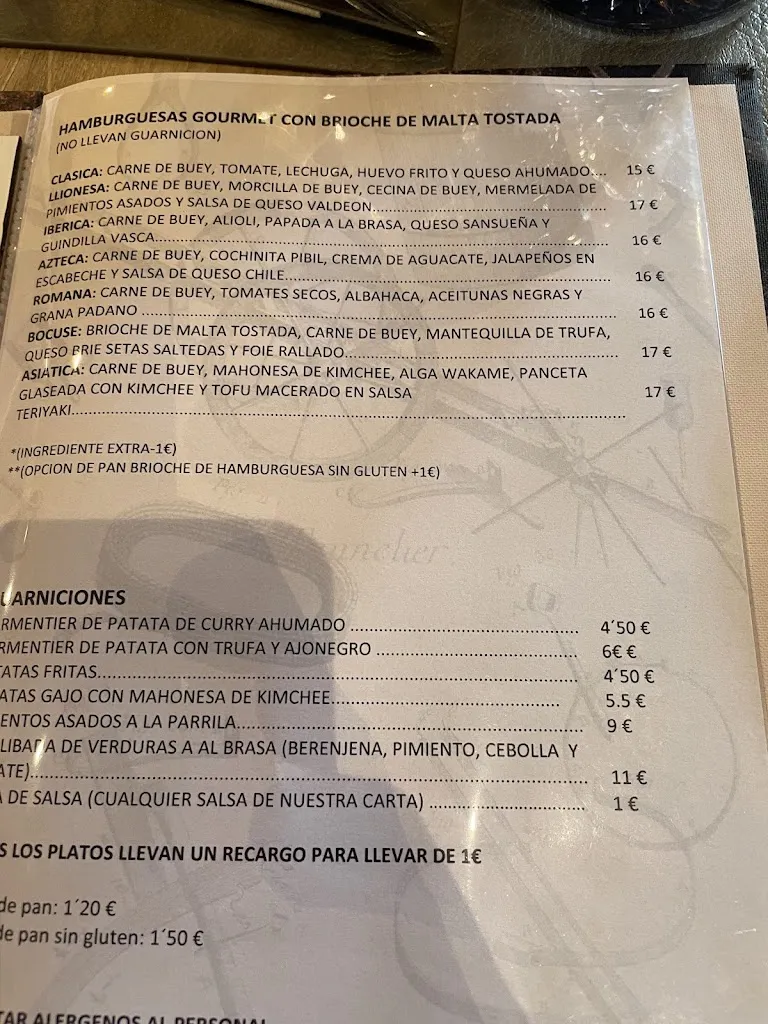 HAMBURGUESAS GOURMET CON BRIOCHE DE MALTA TOSTADA
(NO LLEVAN GUARNICION)
CLASICA: CARNE DE BUEY, TOMATE, LECHUGA, HUEVO FRITO Y QUESO AHUMADO.... 15 €
LLIONESA: CARNE DE BUEY, MORCILLA DE BUEY, CECINA DE BUEY, MERMELADA DE
PIMIENTOS ASADOS Y SALSA DE QUESO VALDEON................................................ 17 €
IBERICA: CARNE DE BUEY, ALIOLI, PAPADA A LA BRASA, QUESO SANSUEÑA Y
GUINDILLA VASCA................................................................................ 16 €
AZTECA: CARNE DE BUEY, COCHINITA PIBIL, CREMA DE AGUACATE, JALAPEÑOS EN
ESCABECHE Y SALSA DE QUESO CHILE................................................................ 16 €
ROMANA: CARNE DE BUEY, TOMATES SECOS, ALBAHACA, ACEITUNAS NEGRAS Y
GRANA PADANO ................................................................................ 16 €
BOCUSE: BRIOCHE DE MALTA TOSTADA, CARNE DE BUEY, MANTEQUILLA DE TRUFA,
QUESO BRIE SETAS SALTEDAS Y FOIE RALLADO................................................ 17 €
ASIATICA: CARNE DE BUEY, MAHONESA DE KIMCHEE, ALGA WAKAME, PANCETA
GLASEADA CON KIMCHEE Y TOFU MACERADO EN SALSA 17 €
TERIYAKI................................................................................
*(INGREDIENTE EXTRA-1€)
**(OPCION DE PAN BRIOCHE DE HAMBURGUESA SIN GLUTEN +1€)
UARNICIONES
RMENTIER DE PATATA DE CURRY AHUMADO ................................................ 4´50 €
RMENTIER DE PATATA CON TRUFA Y AJONEGRO ........................................ 6€ €
TATAS FRITAS................................................................................ 4´50 €
ATAS GAJO CON MAHONESA DE KIMCHEE................................................ 5.5 €
ENTOS ASADOS A LA PARRILA................................................................ 9 €
LIBADA DE VERDURAS A AL BRASA (BERENJENA, PIMIENTO, CEBOLLA Y
ATE)................................................................................ 11 €
DE SALSA (CUALQUIER SALSA DE NUESTRA CARTA) ................................ 1 €
S LOS PLATOS LLEVAN UN RECARGO PARA LLEVAR DE 1€
de pan: 1´20 €
de pan sin gluten: 1´50 €
TAR ALERGENOS AL PERSONAL